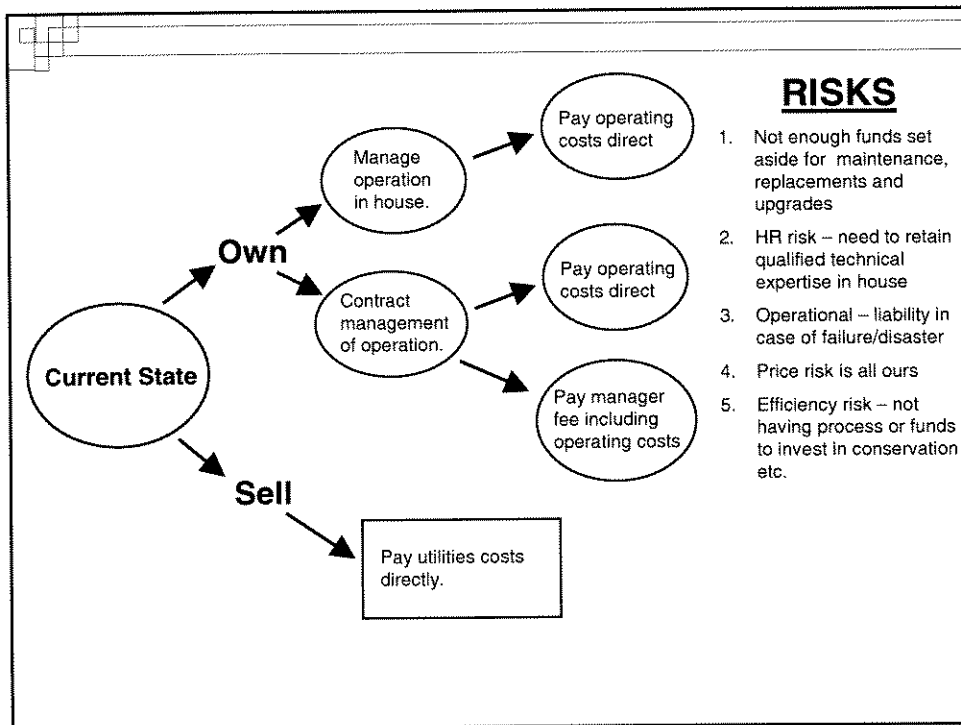 Current State
Own
Sell
Manage
operation
in house.
Contract
management
of operation.
Pay operating
costs direct
Pay operating
costs direct
Pay manager
fee including
operating costs
Pay utilities costs
directly.
RISKS
1. Not enough funds set
aside for maintenance,
replacements and
upgrades
2. HR risk – need to retain
qualified technical
expertise in house
3. Operational – liability in
case of failure/disaster
4. Price risk is all ours
5. Efficiency risk – not
having process or funds
to invest in conservation
etc.